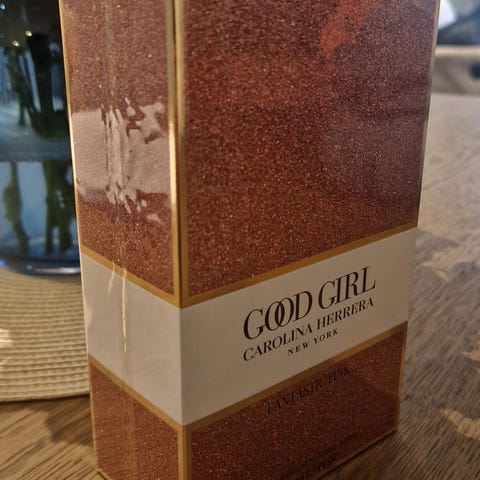 GOOD GIRL
CAROLINA HERRERA
NEW YORK
FANTASTIC PINK